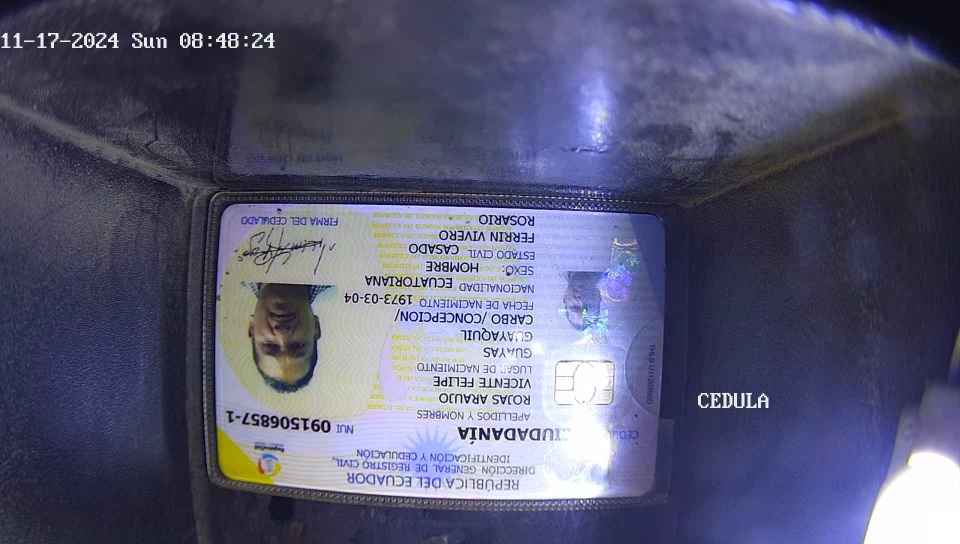 11-17-2024 Sun 08:48:24
REPÚBLICA DEL ECUADOR
DIRECCIÓN GENERAL DE REGISTRO CIVIL,
IDENTIFICACIÓN Y CEDULACIÓN
CIUDADANÍA
NUI 091506857-1
APELLIDOS Y NOMBRES
ROJAS ARAUJO
VICENTE FELIPE
LUGAR DE NACIMIENTO
GUAYAS
GUAYAQUIL
CARBO / CONCEPCION/
FECHA DE NACIMIENTO 1973-03-04
NACIONALIDAD ECUATORIANA
SEXO HOMBRE
ESTADO CIVIL CASADO
FERRIN VIVERO
ROSARIO
FIRMA DEL CEDULADO
CEDULA